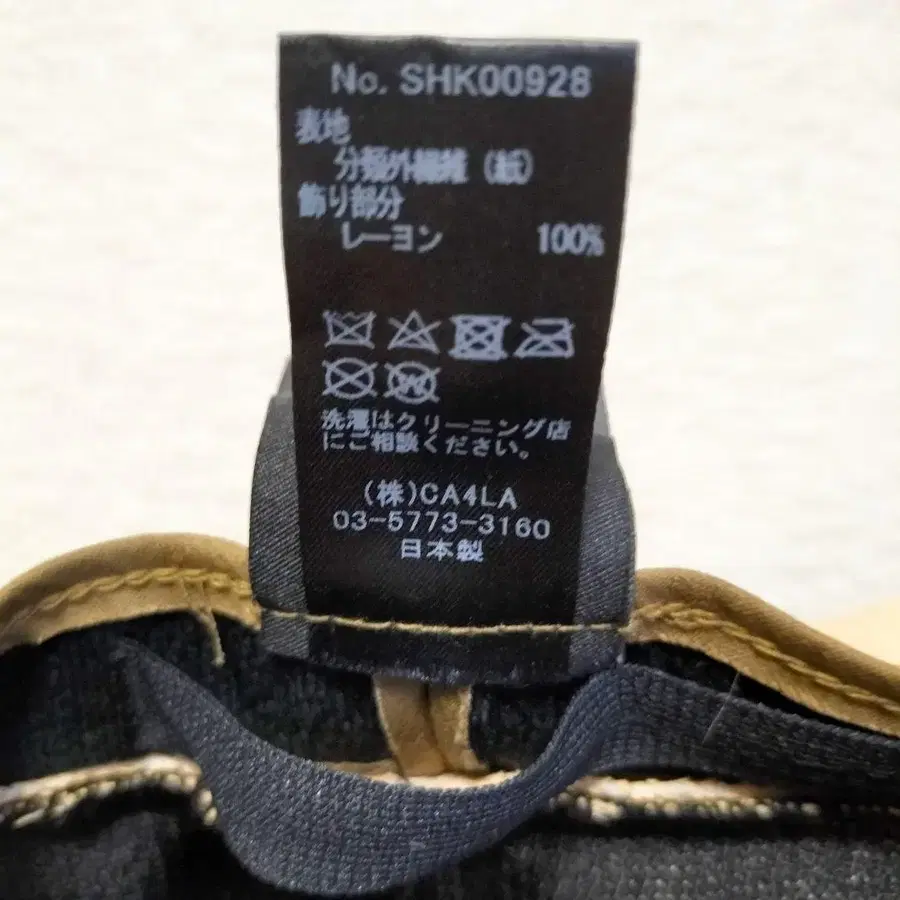 No. SHK00928
表地
分類外繊維 (紙)
飾り部分
レーヨン 100%
洗濯はクリーニング店
にご相談ください。
(株)CA4LA
03-5773-3160
日本製